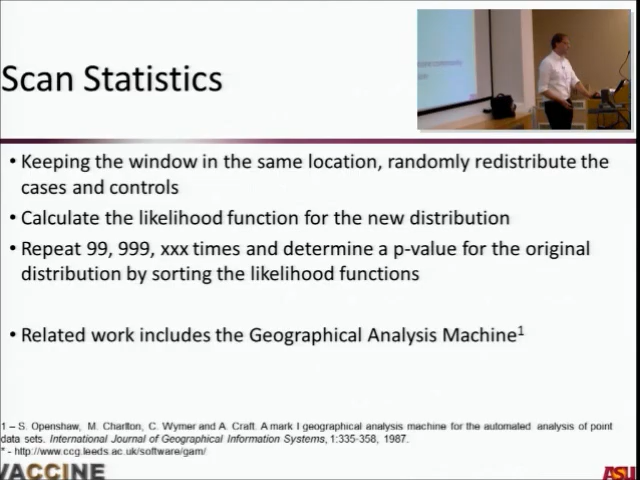 Scan Statistics
• Keeping the window in the same location, randomly redistribute the
cases and controls
• Calculate the likelihood function for the new distribution
• Repeat 99, 999, xxx times and determine a p-value for the original
distribution by sorting the likelihood functions
• Related work includes the Geographical Analysis Machine1
1 – S. Openshaw, M. Charlton, C. Wymer and A. Craft. A mark I geographical analysis machine for the automated analysis of point
data sets. International Journal of Geographical Information Systems, 1:335-358, 1987.
* - http://www.ccg.leeds.ac.uk/software/gam/
VACCINE
ASU